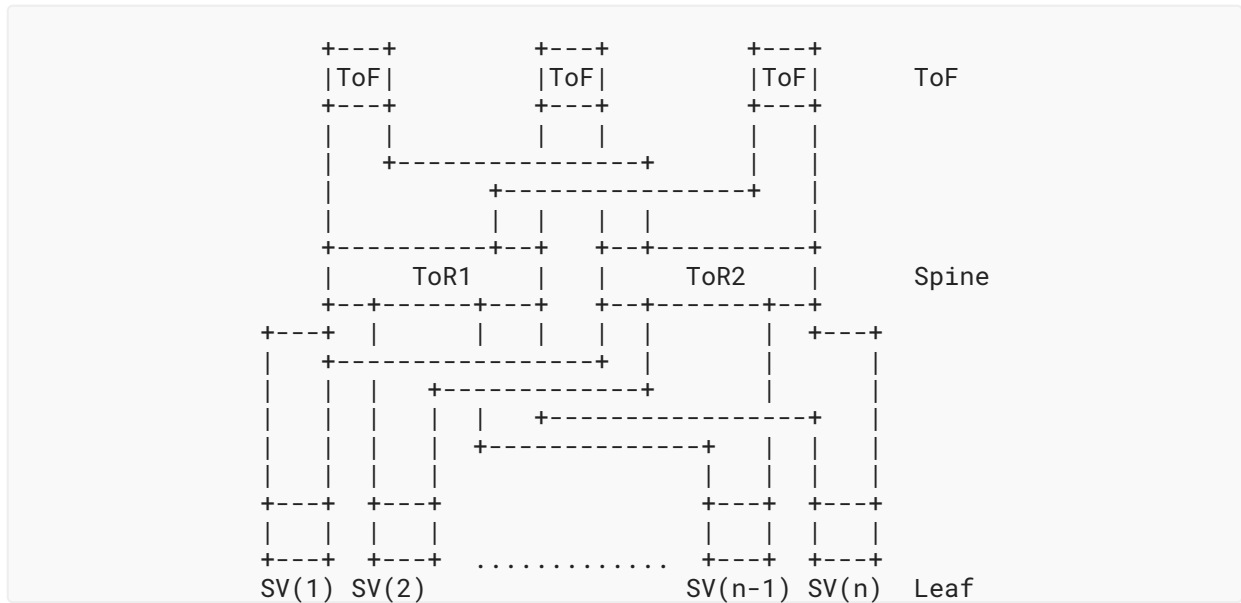 ToF ToF ToF ToF
ToR1 ToR2 Spine
SV(1) SV(2) ............. SV(n-1) SV(n) Leaf